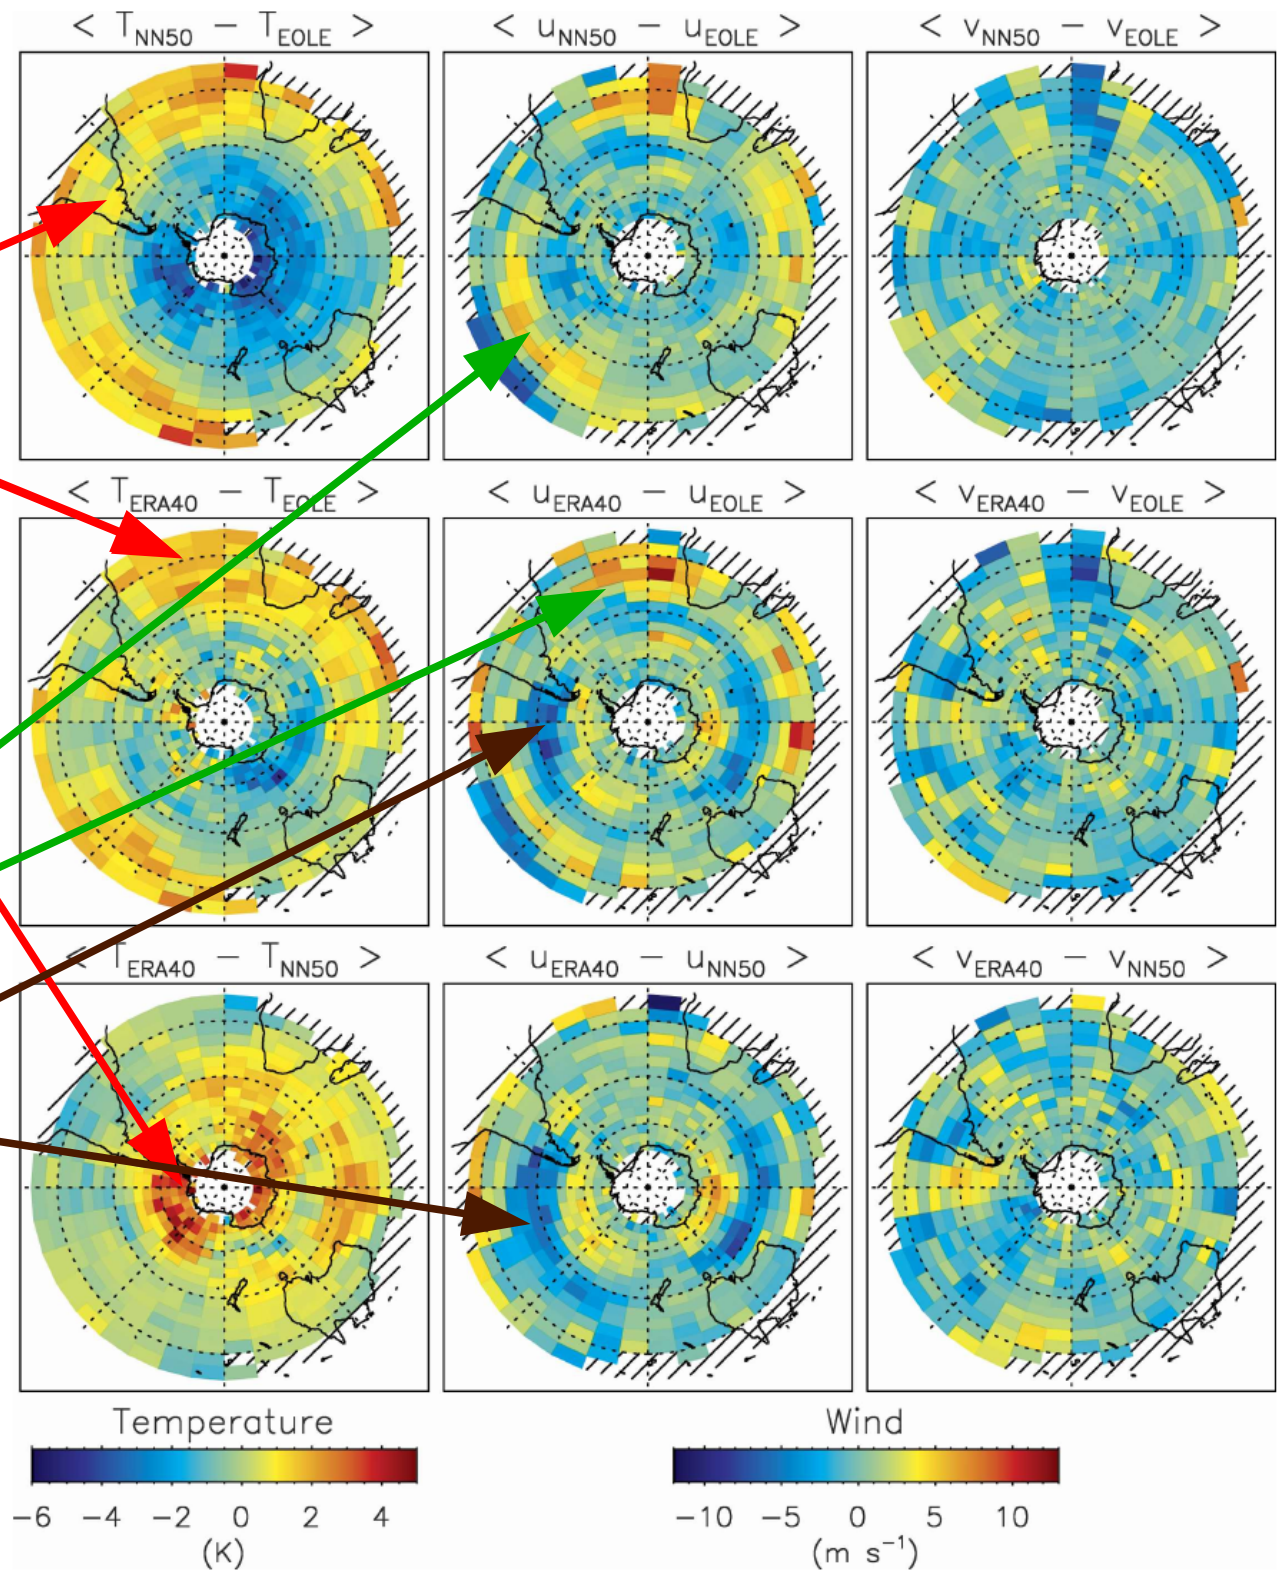 < T_NN50 − T_EOLE > < u_NN50 − u_EOLE > < v_NN50 − v_EOLE >
< T_ERA40 − T_EOLE > < u_ERA40 − u_EOLE > < v_ERA40 − v_EOLE >
< T_ERA40 − T_NN50 > < u_ERA40 − u_NN50 > < v_ERA40 − v_NN50 >
Temperature Wind
−6 −4 −2 0 2 4 −10 −5 0 5 10
(K) (m s⁻¹)